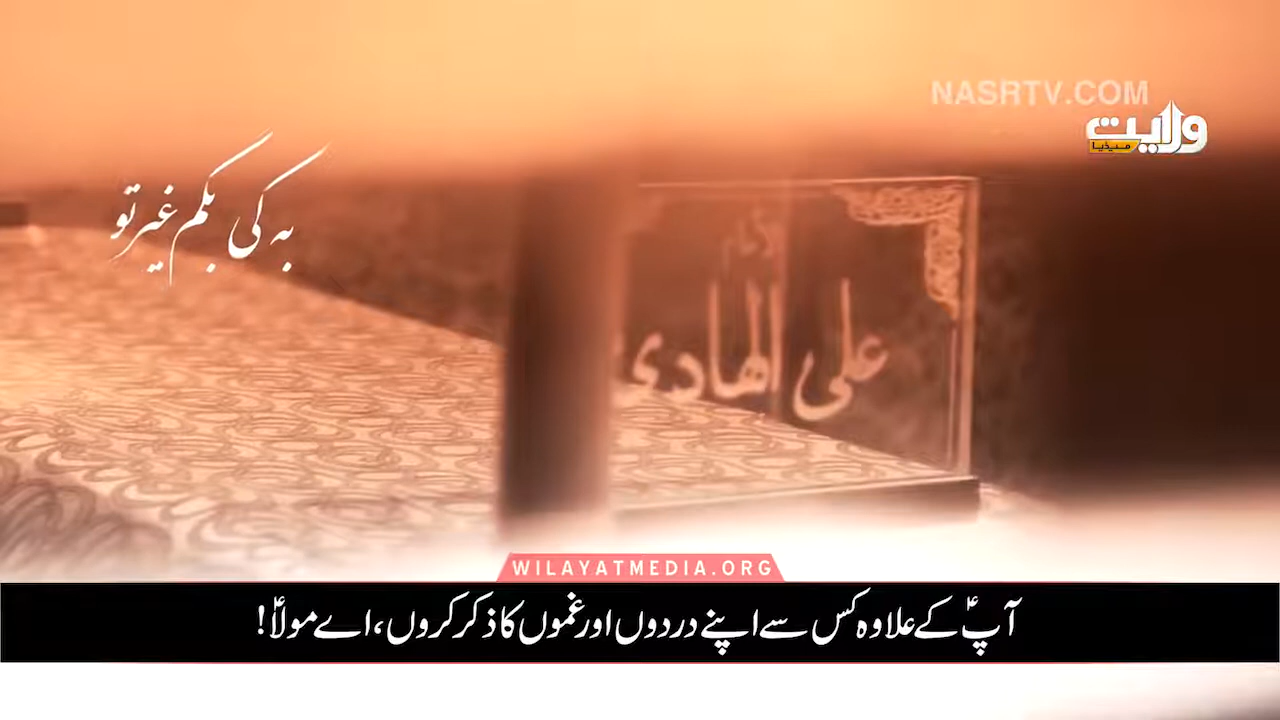 NASRTV.COM
ولایت
میڈیا
به کی بگم غیر تو
امام
علی الهادی
WILAYATMEDIA.ORG
آپؑ کے علاوہ کس سے اپنے دردوں اور غموں کا ذکر کروں، اے مولاؑ!